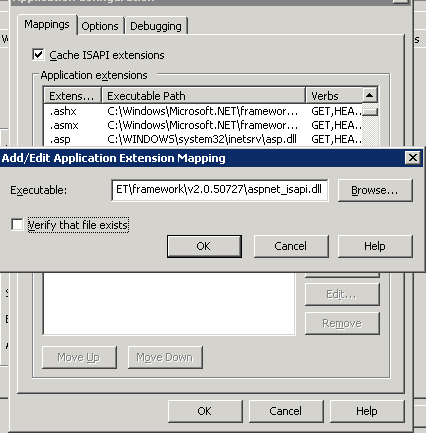 Application Configuration
Mappings Options Debugging
Cache ISAPI extensions
Application extensions
Extens... Executable Path Verbs
.ashx C:\Windows\Microsoft.NET\framewor... GET,HEA...
.asmx C:\Windows\Microsoft.NET\framewor... GET,HEA...
.asp C:\WINDOWS\system32\inetsrv\asp.dll GET,HEA...
Add/Edit Application Extension Mapping
Executable: ET\framework\v2.0.50727\aspnet_isapi.dll Browse...
Verify that file exists
OK Cancel Help
Edit...
Remove
Move Up Move Down
OK Cancel Help